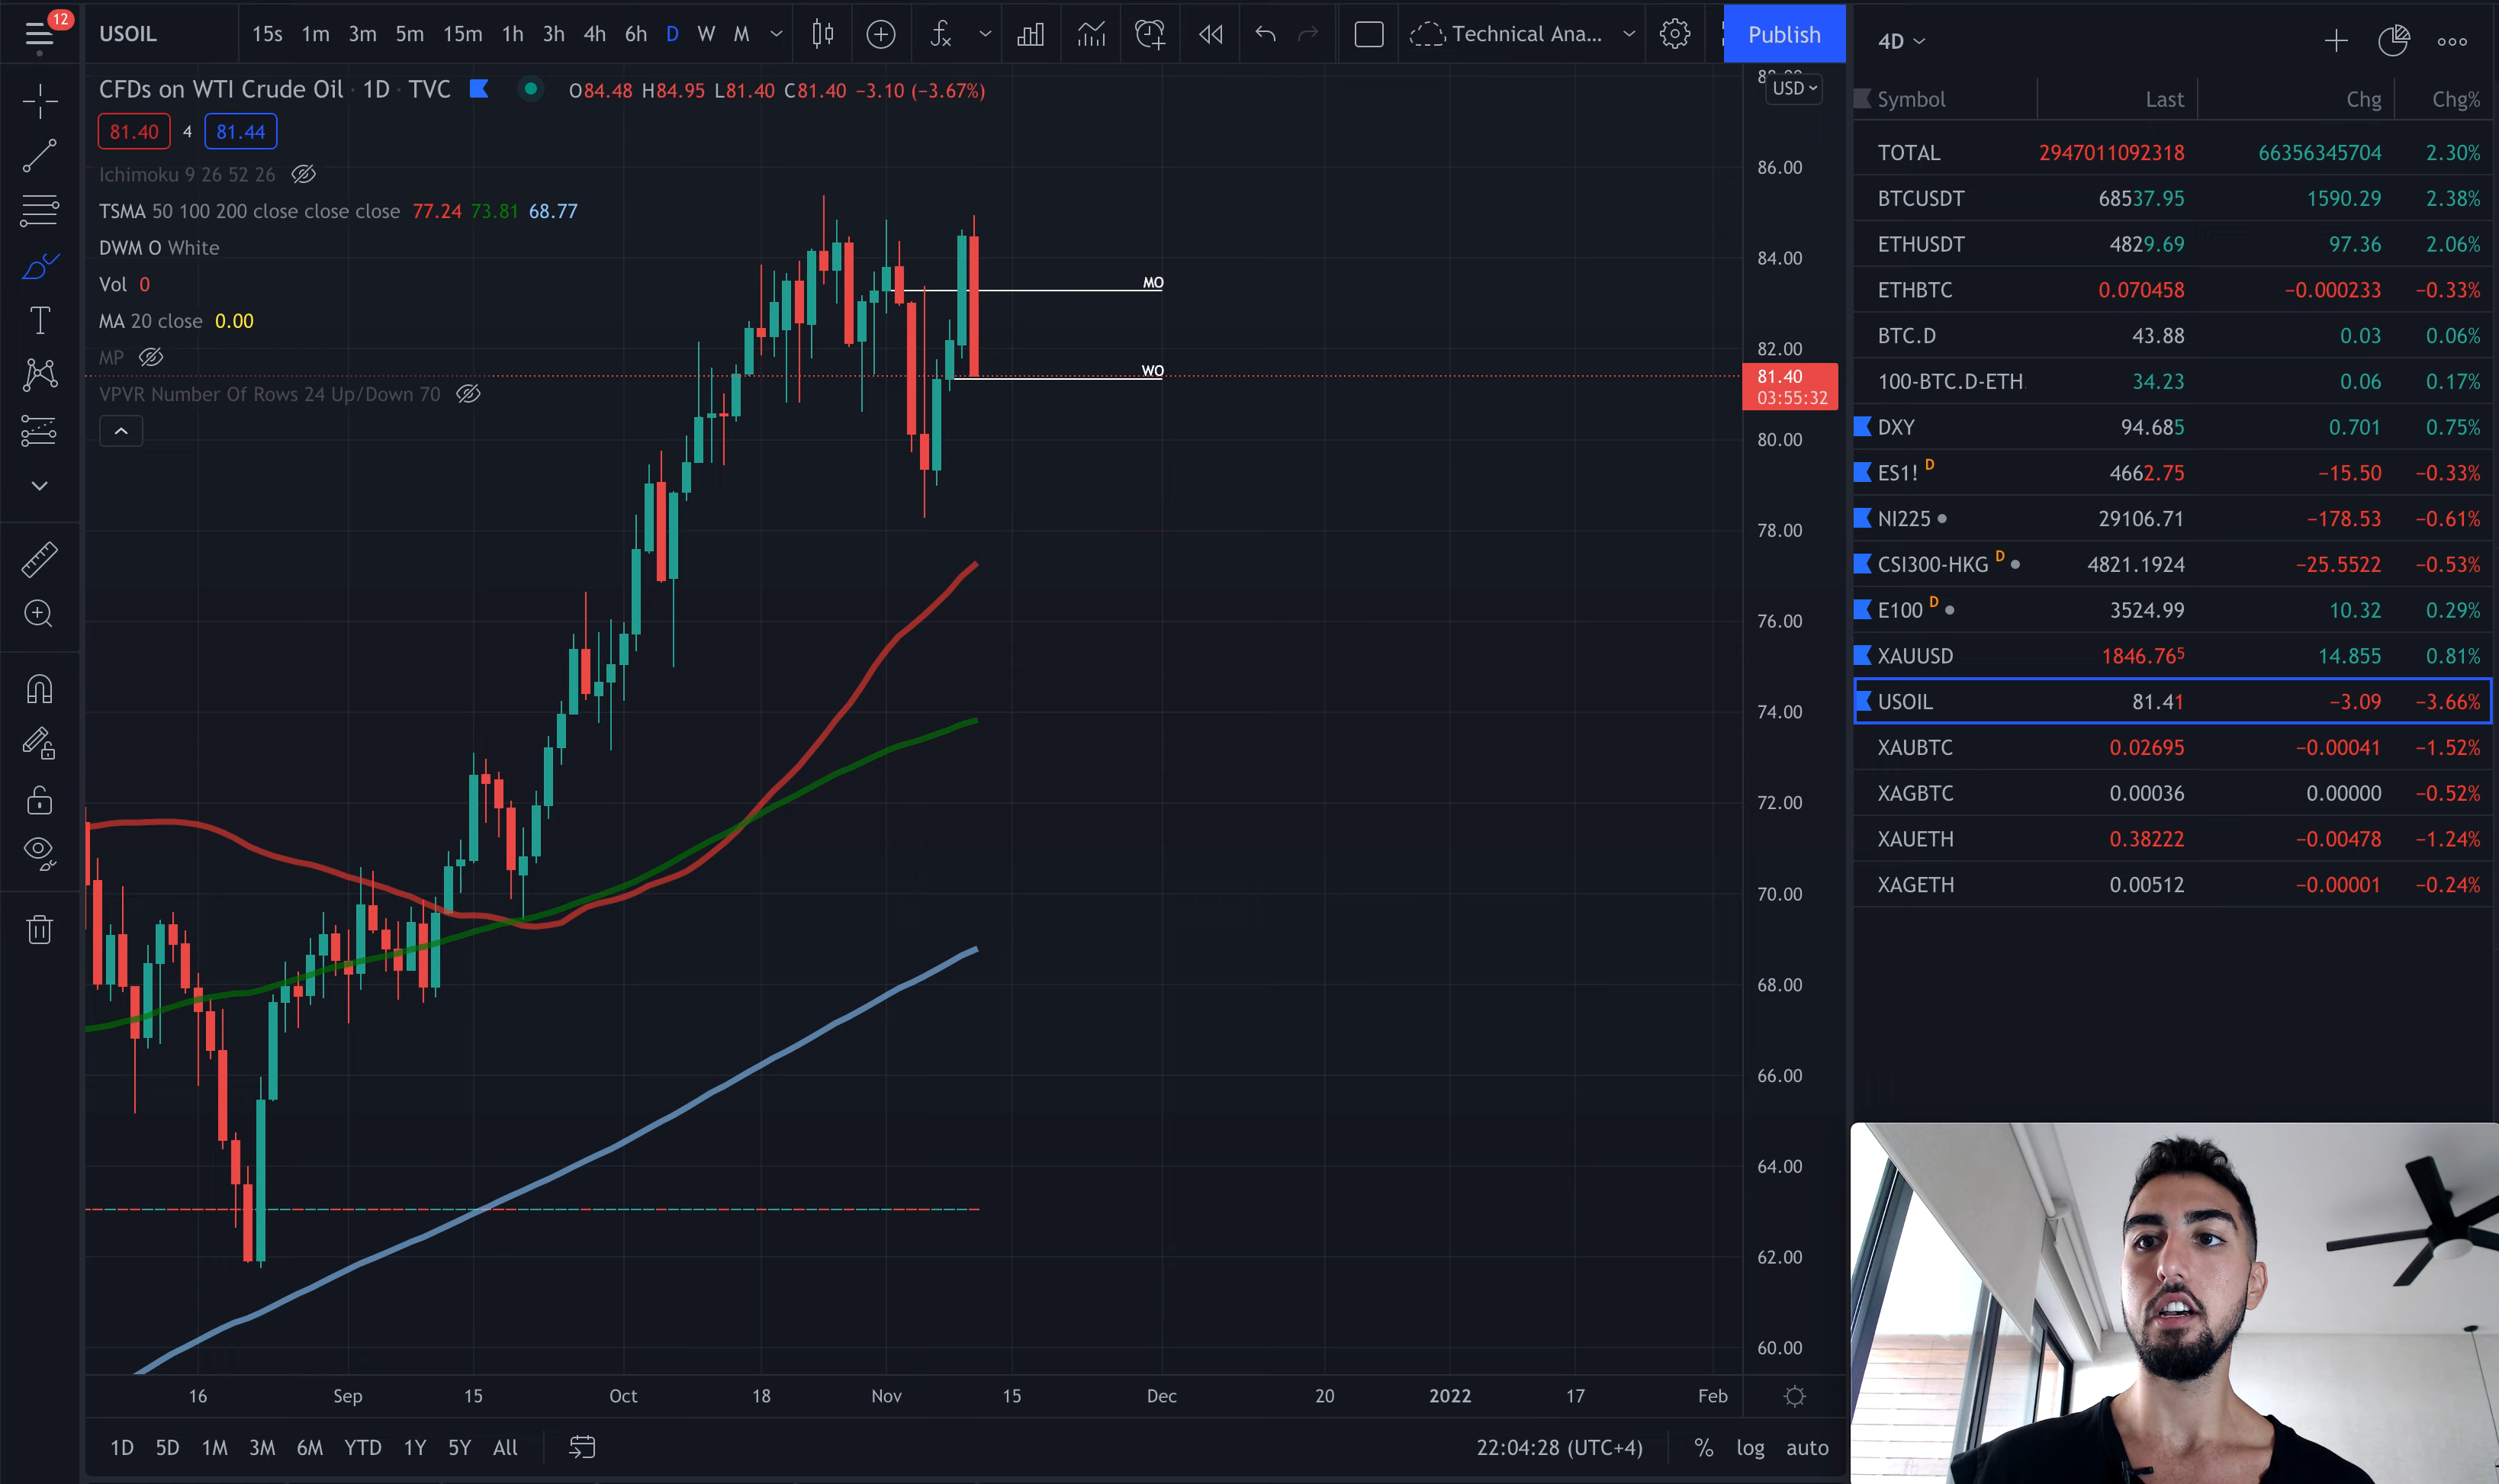 12
USOIL 15s 1m 3m 5m 15m 1h 3h 4h 6h D W M Technical Ana... Publish
CFDs on WTI Crude Oil · 1D · TVC O84.48 H84.95 L81.40 C81.40 −3.10 (−3.67%)
81.40 4 81.44
Ichimoku 9 26 52 26
TSMA 50 100 200 close close close 77.24 73.81 68.77
DWM O White
Vol 0
MA 20 close 0.00
MP
VPVR Number Of Rows 24 Up/Down 70
MO
WO
USD
86.00
84.00
82.00
81.40
03:55:32
80.00
78.00
76.00
74.00
72.00
70.00
68.00
66.00
64.00
62.00
60.00
16 Sep 15 Oct 18 Nov 15 Dec 20 2022 17 Feb
1D 5D 1M 3M 6M YTD 1Y 5Y All 22:04:28 (UTC+4) % log auto
4D
Symbol Last Chg Chg%
TOTAL 2947011092318 66356345704 2.30%
BTCUSDT 68537.95 1590.29 2.38%
ETHUSDT 4829.69 97.36 2.06%
ETHBTC 0.070458 −0.000233 −0.33%
BTC.D 43.88 0.03 0.06%
100-BTC.D-ETH. 34.23 0.06 0.17%
DXY 94.685 0.701 0.75%
ES1! D 4662.75 −15.50 −0.33%
NI225 29106.71 −178.53 −0.61%
CSI300-HKG D 4821.1924 −25.5522 −0.53%
E100 D 3524.99 10.32 0.29%
XAUUSD 1846.765 14.855 0.81%
USOIL 81.41 −3.09 −3.66%
XAUBTC 0.02695 −0.00041 −1.52%
XAGBTC 0.00036 0.00000 −0.52%
XAUETH 0.38222 −0.00478 −1.24%
XAGETH 0.00512 −0.00001 −0.24%